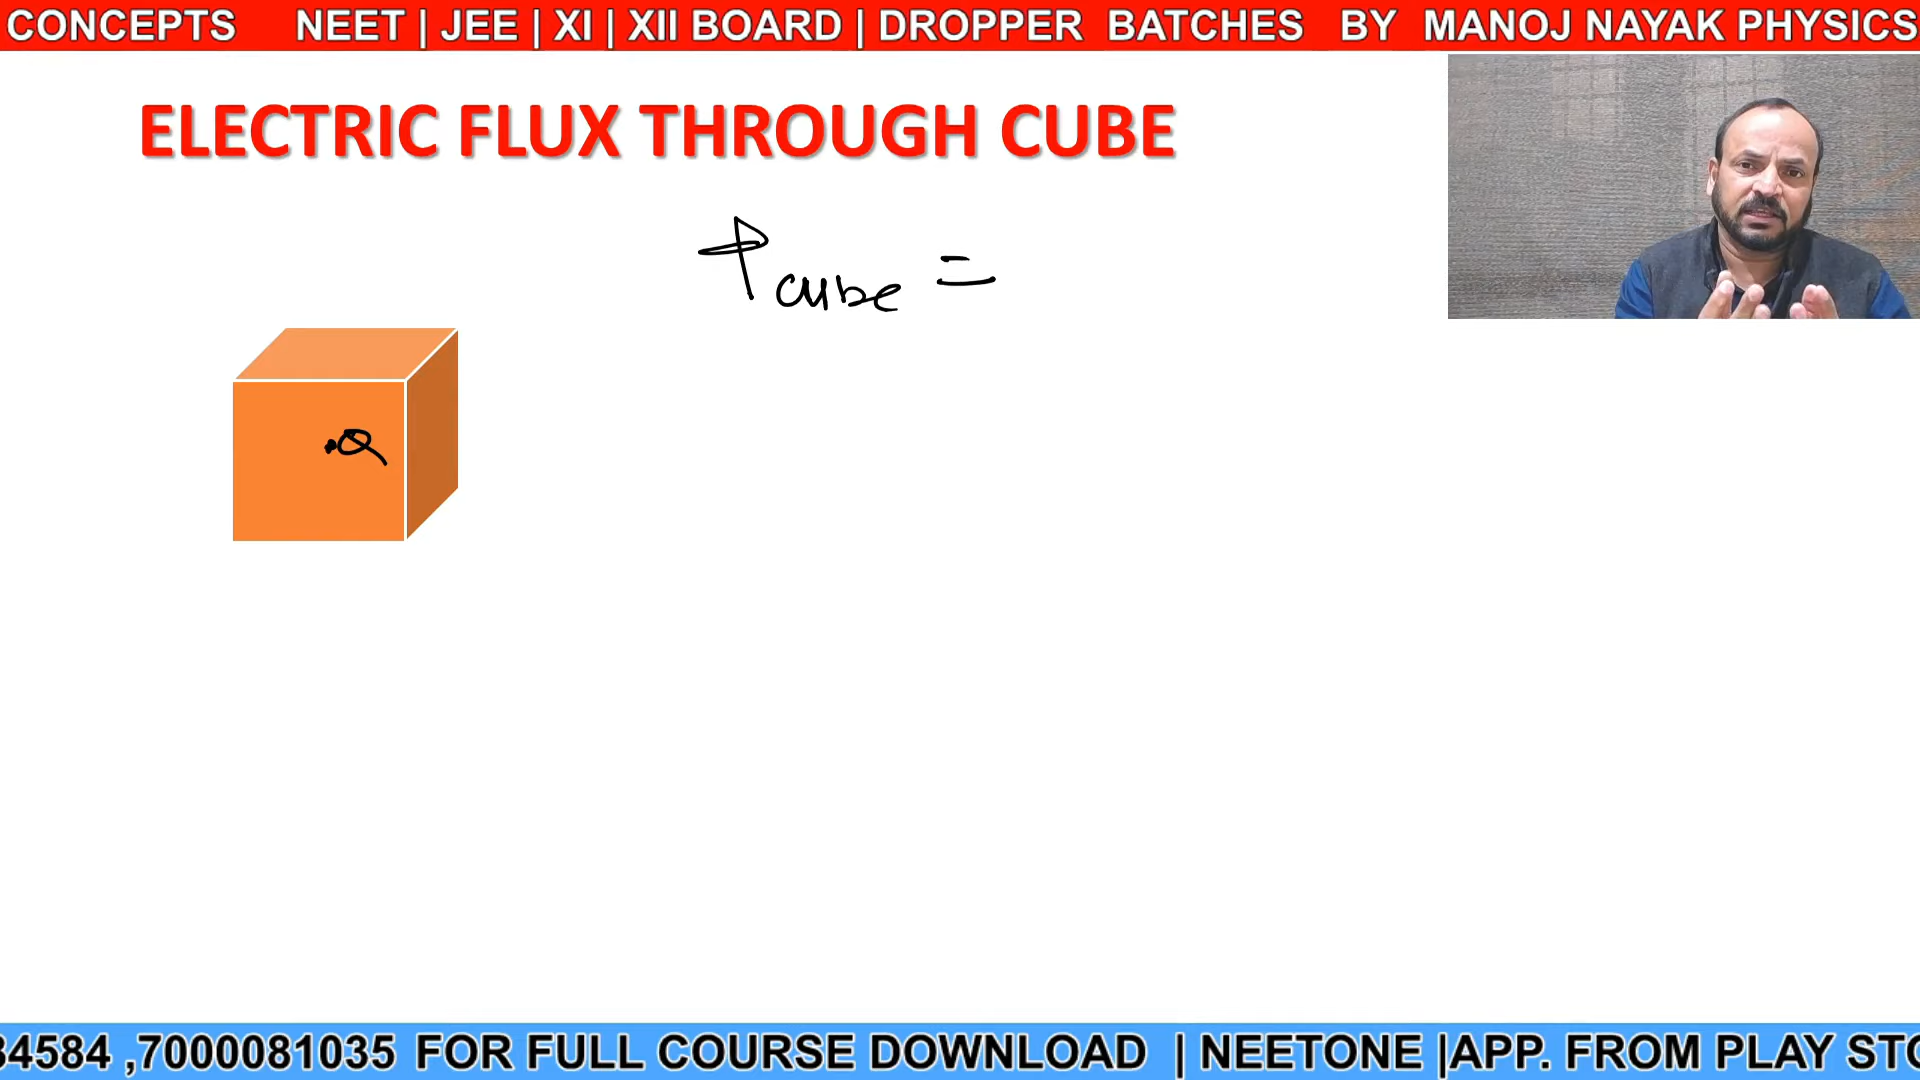 CONCEPTS NEET | JEE | XI | XII BOARD | DROPPER BATCHES BY MANOJ NAYAK PHYSICS
ELECTRIC FLUX THROUGH CUBE
Φcube =
.Q
34584 ,7000081035 FOR FULL COURSE DOWNLOAD | NEETONE |APP. FROM PLAY STO